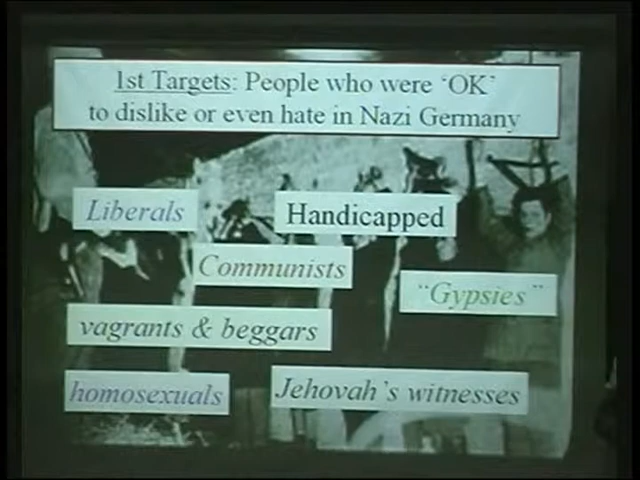 1st Targets: People who were ‘OK’
to dislike or even hate in Nazi Germany
Liberals
Handicapped
Communists
“Gypsies”
vagrants & beggars
homosexuals
Jehovah’s witnesses